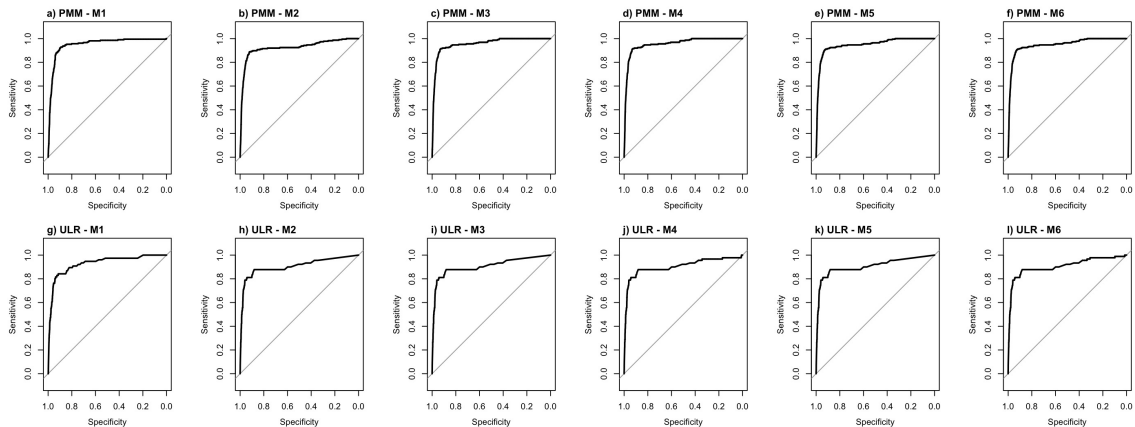 a) PMM - M1
b) PMM - M2
c) PMM - M3
d) PMM - M4
e) PMM - M5
f) PMM - M6
Sensitivity
0.0 0.2 0.4 0.6 0.8 1.0
Sensitivity
0.0 0.2 0.4 0.6 0.8 1.0
Sensitivity
0.0 0.2 0.4 0.6 0.8 1.0
Sensitivity
0.0 0.2 0.4 0.6 0.8 1.0
Sensitivity
0.0 0.2 0.4 0.6 0.8 1.0
Sensitivity
0.0 0.2 0.4 0.6 0.8 1.0
1.0 0.8 0.6 0.4 0.2 0.0
1.0 0.8 0.6 0.4 0.2 0.0
1.0 0.8 0.6 0.4 0.2 0.0
1.0 0.8 0.6 0.4 0.2 0.0
1.0 0.8 0.6 0.4 0.2 0.0
1.0 0.8 0.6 0.4 0.2 0.0
Specificity
Specificity
Specificity
Specificity
Specificity
Specificity
g) ULR - M1
h) ULR - M2
i) ULR - M3
j) ULR - M4
k) ULR - M5
l) ULR - M6
Sensitivity
0.0 0.2 0.4 0.6 0.8 1.0
Sensitivity
0.0 0.2 0.4 0.6 0.8 1.0
Sensitivity
0.0 0.2 0.4 0.6 0.8 1.0
Sensitivity
0.0 0.2 0.4 0.6 0.8 1.0
Sensitivity
0.0 0.2 0.4 0.6 0.8 1.0
Sensitivity
0.0 0.2 0.4 0.6 0.8 1.0
1.0 0.8 0.6 0.4 0.2 0.0
1.0 0.8 0.6 0.4 0.2 0.0
1.0 0.8 0.6 0.4 0.2 0.0
1.0 0.8 0.6 0.4 0.2 0.0
1.0 0.8 0.6 0.4 0.2 0.0
1.0 0.8 0.6 0.4 0.2 0.0
Specificity
Specificity
Specificity
Specificity
Specificity
Specificity